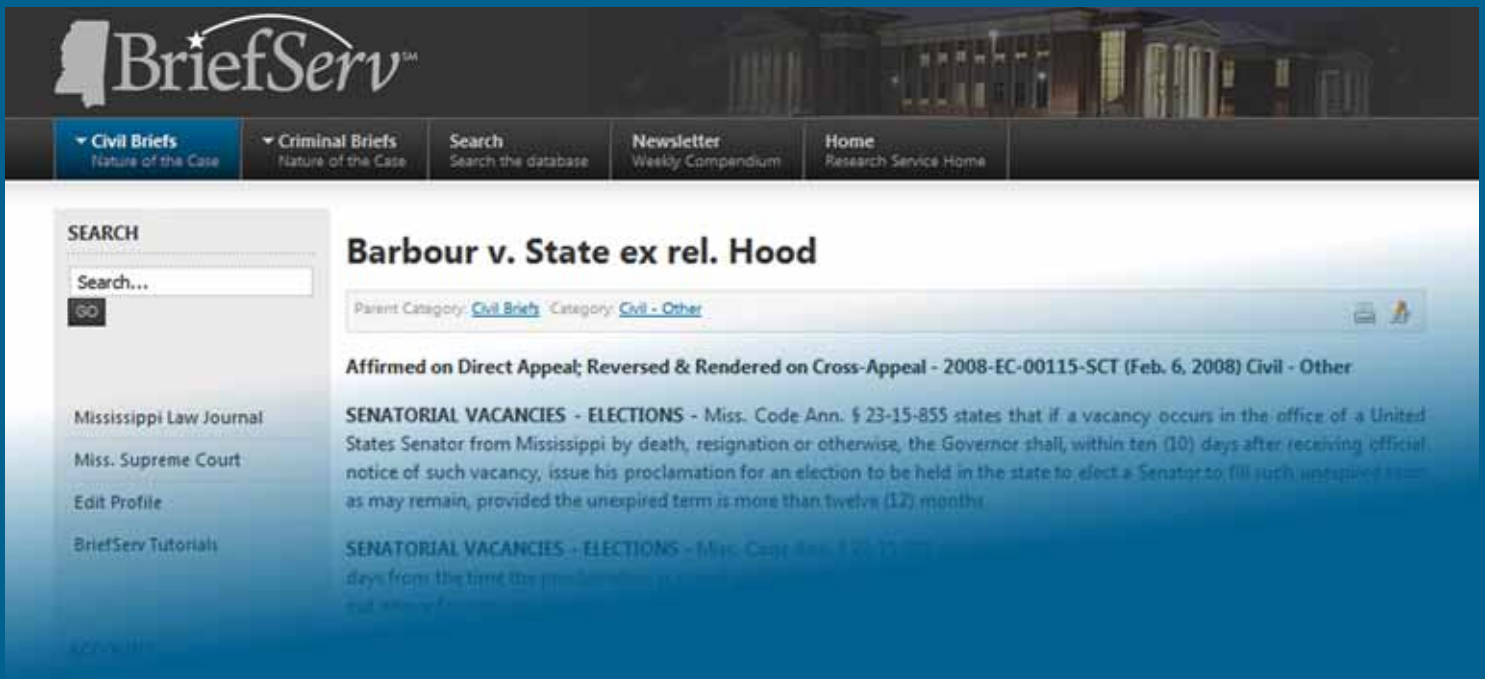 BriefServ SM
Civil Briefs
Nature of the Case
Criminal Briefs
Nature of the Case
Search
Search the database
Newsletter
Weekly Compendium
Home
Research Service Home
SEARCH
Search...
GO
Mississippi Law Journal
Miss. Supreme Court
Edit Profile
BriefServ Tutorials
ACCOUNT
Barbour v. State ex rel. Hood
Parent Category: Civil Briefs Category: Civil - Other
Affirmed on Direct Appeal; Reversed & Rendered on Cross-Appeal - 2008-EC-00115-SCT (Feb. 6, 2008) Civil - Other
SENATORIAL VACANCIES - ELECTIONS - Miss. Code Ann. § 23-15-855 states that if a vacancy occurs in the office of a United
States Senator from Mississippi by death, resignation or otherwise, the Governor shall, within ten (10) days after receiving official
notice of such vacancy, issue his proclamation for an election to be held in the state to elect a Senator to fill such unexpired term
as may remain, provided the unexpired term is more than twelve (12) months
SENATORIAL VACANCIES - ELECTIONS - Miss. Code Ann. §
days from the time the